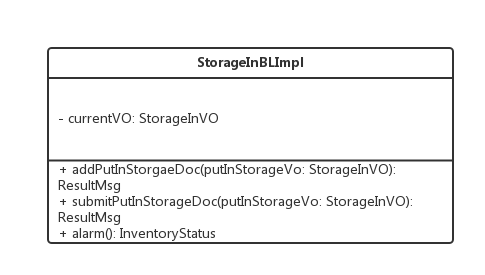 StorageInBLImpl
- currentVO: StorageInVO
+ addPutInStorgaeDoc(putInStorageVo: StorageInVO):
ResultMsg
+ submitPutInStorageDoc(putInStorageVo: StorageInVO):
ResultMsg
+ alarm(): InventoryStatus